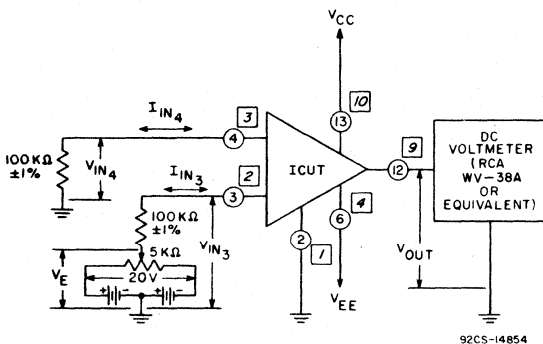 VCC
10
13
IIN4
3
4
9
DC
VOLTMETER
(RCA
WV-38A
OR
EQUIVALENT)
100KΩ
±1%
VIN4
IIN3
2
3
ICUT
12
4
6
100KΩ
±1%
VIN3
2
1
VOUT
5KΩ
VE
20V
+ - + -
VEE
92CS-14854